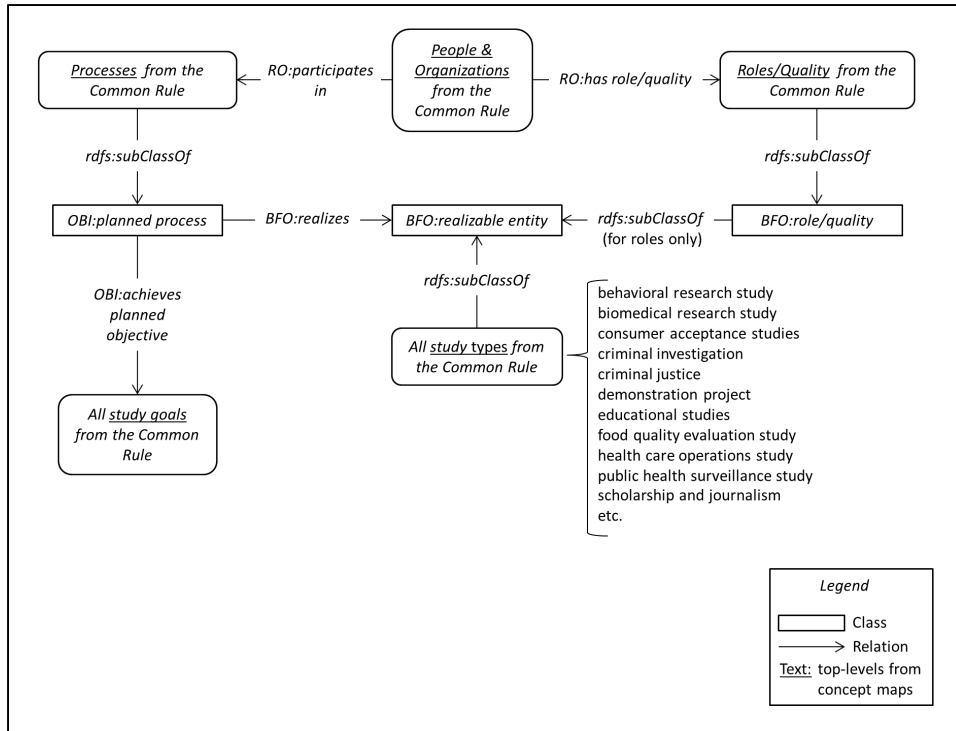 Processes from the
Common Rule
RO:participates
in
People &
Organizations
from the
Common Rule
RO:has role/quality
Roles/Quality from the
Common Rule
rdfs:subClassOf
rdfs:subClassOf
OBI:planned process
BFO:realizes
BFO:realizable entity
rdfs:subClassOf
(for roles only)
BFO:role/quality
OBI:achieves
planned
objective
rdfs:subClassOf
All study types from
the Common Rule
behavioral research study
biomedical research study
consumer acceptance studies
criminal investigation
criminal justice
demonstration project
educational studies
food quality evaluation study
health care operations study
public health surveillance study
scholarship and journalism
etc.
All study goals
from the Common
Rule
Legend
Class
Relation
Text: top-levels from
concept maps